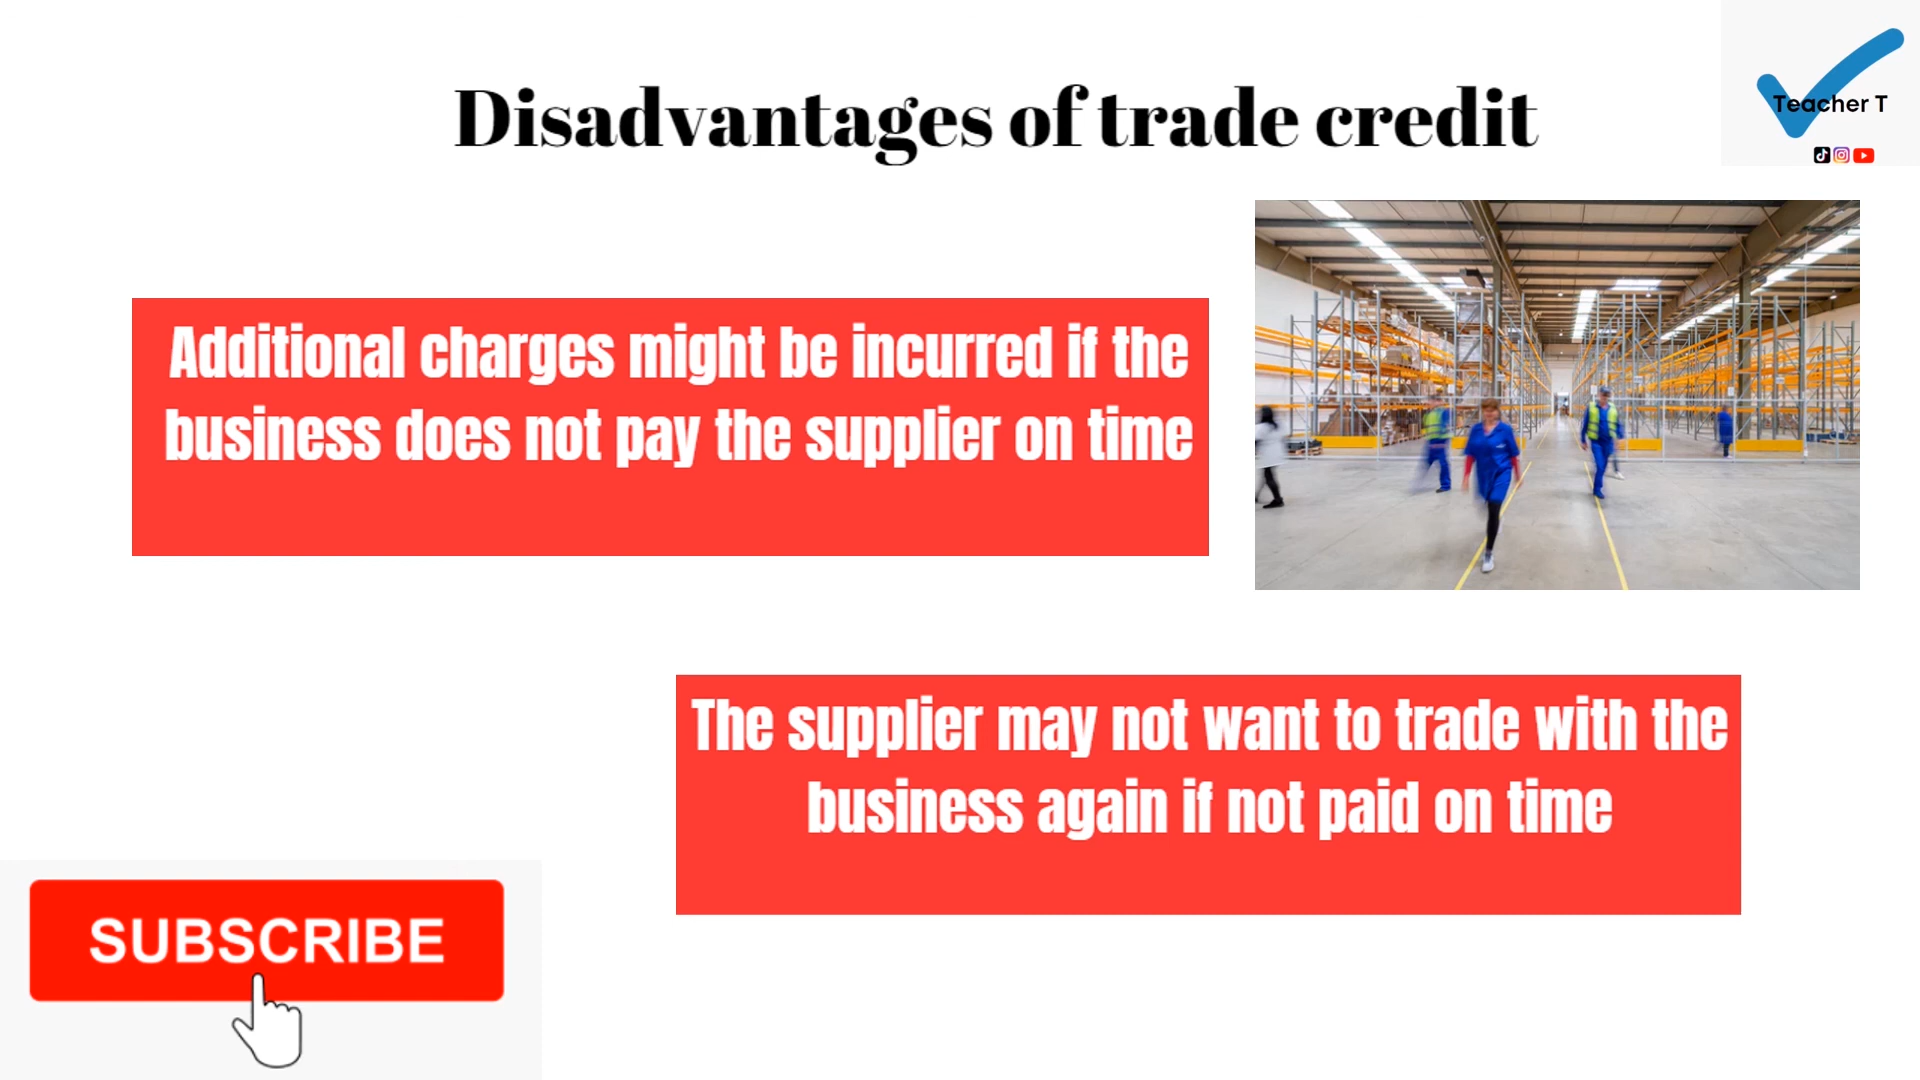 Disadvantages of trade credit
Teacher T
Additional charges might be incurred if the
business does not pay the supplier on time
The supplier may not want to trade with the
business again if not paid on time
SUBSCRIBE